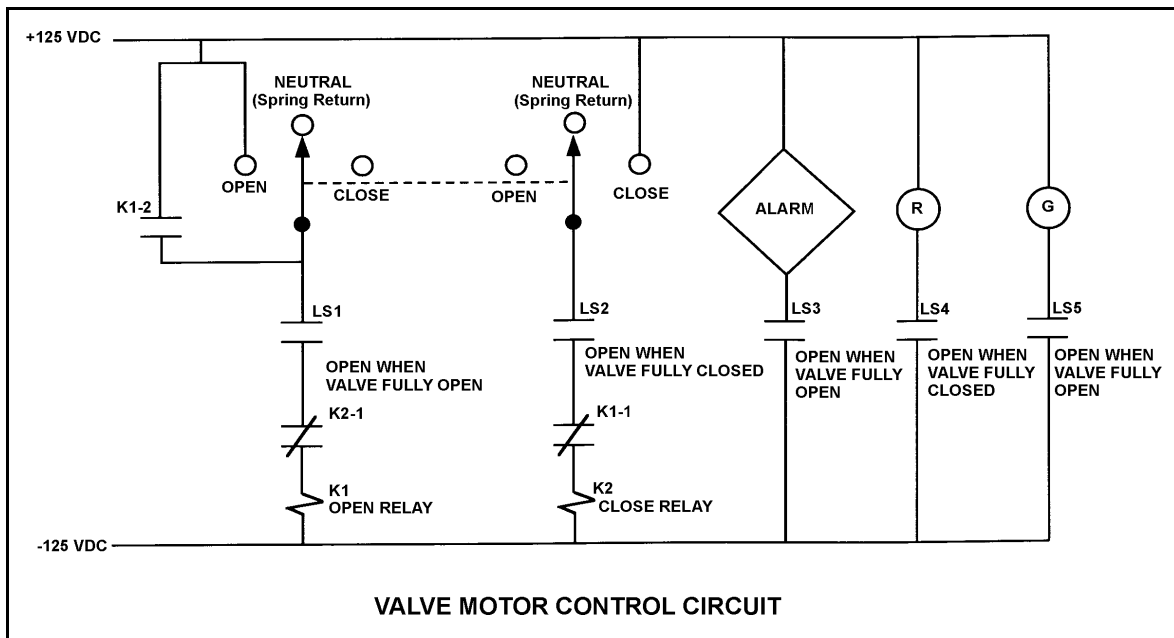 +125 VDC
NEUTRAL
(Spring Return)
NEUTRAL
(Spring Return)
OPEN
CLOSE
OPEN
CLOSE
K1-2
ALARM
R
G
LS1
OPEN WHEN
VALVE FULLY OPEN
LS2
OPEN WHEN
VALVE FULLY CLOSED
LS3
OPEN WHEN
VALVE FULLY
OPEN
LS4
OPEN WHEN
VALVE FULLY
CLOSED
LS5
OPEN WHEN
VALVE FULLY
OPEN
K2-1
K1-1
K1
OPEN RELAY
K2
CLOSE RELAY
-125 VDC
VALVE MOTOR CONTROL CIRCUIT